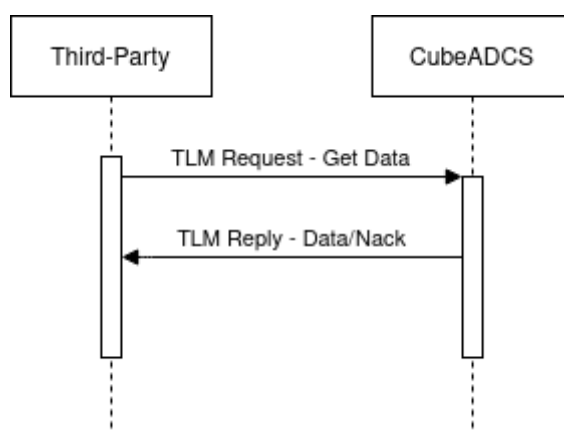 Third-Party
CubeADCS
TLM Request - Get Data
TLM Reply - Data/Nack